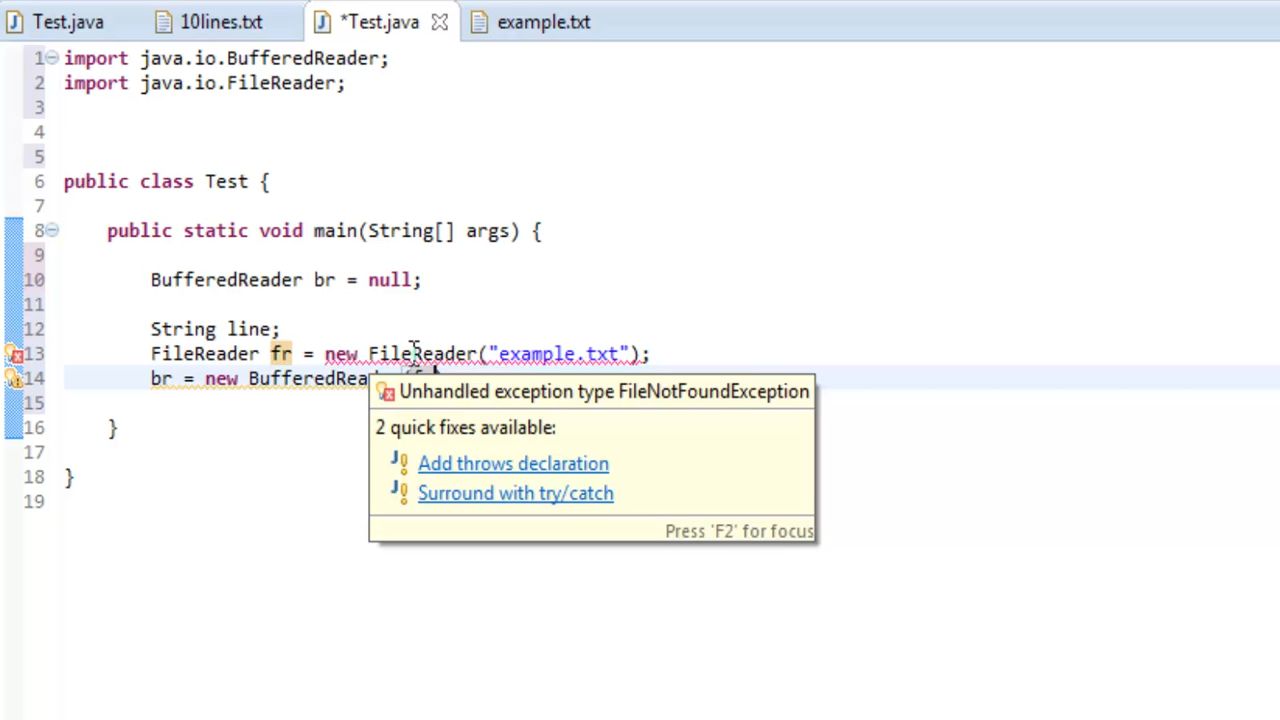 Test.java 10lines.txt *Test.java example.txt
1 import java.io.BufferedReader;
2 import java.io.FileReader;
3
4
5
6 public class Test {
7
8 public static void main(String[] args) {
9
10 BufferedReader br = null;
11
12 String line;
13 FileReader fr = new FileReader("example.txt");
14 br = new
15
16 }
17
18 }
19
Unhandled exception type FileNotFoundException
2 quick fixes available:
Add throws declaration
Surround with try/catch
Press 'F2' for focus